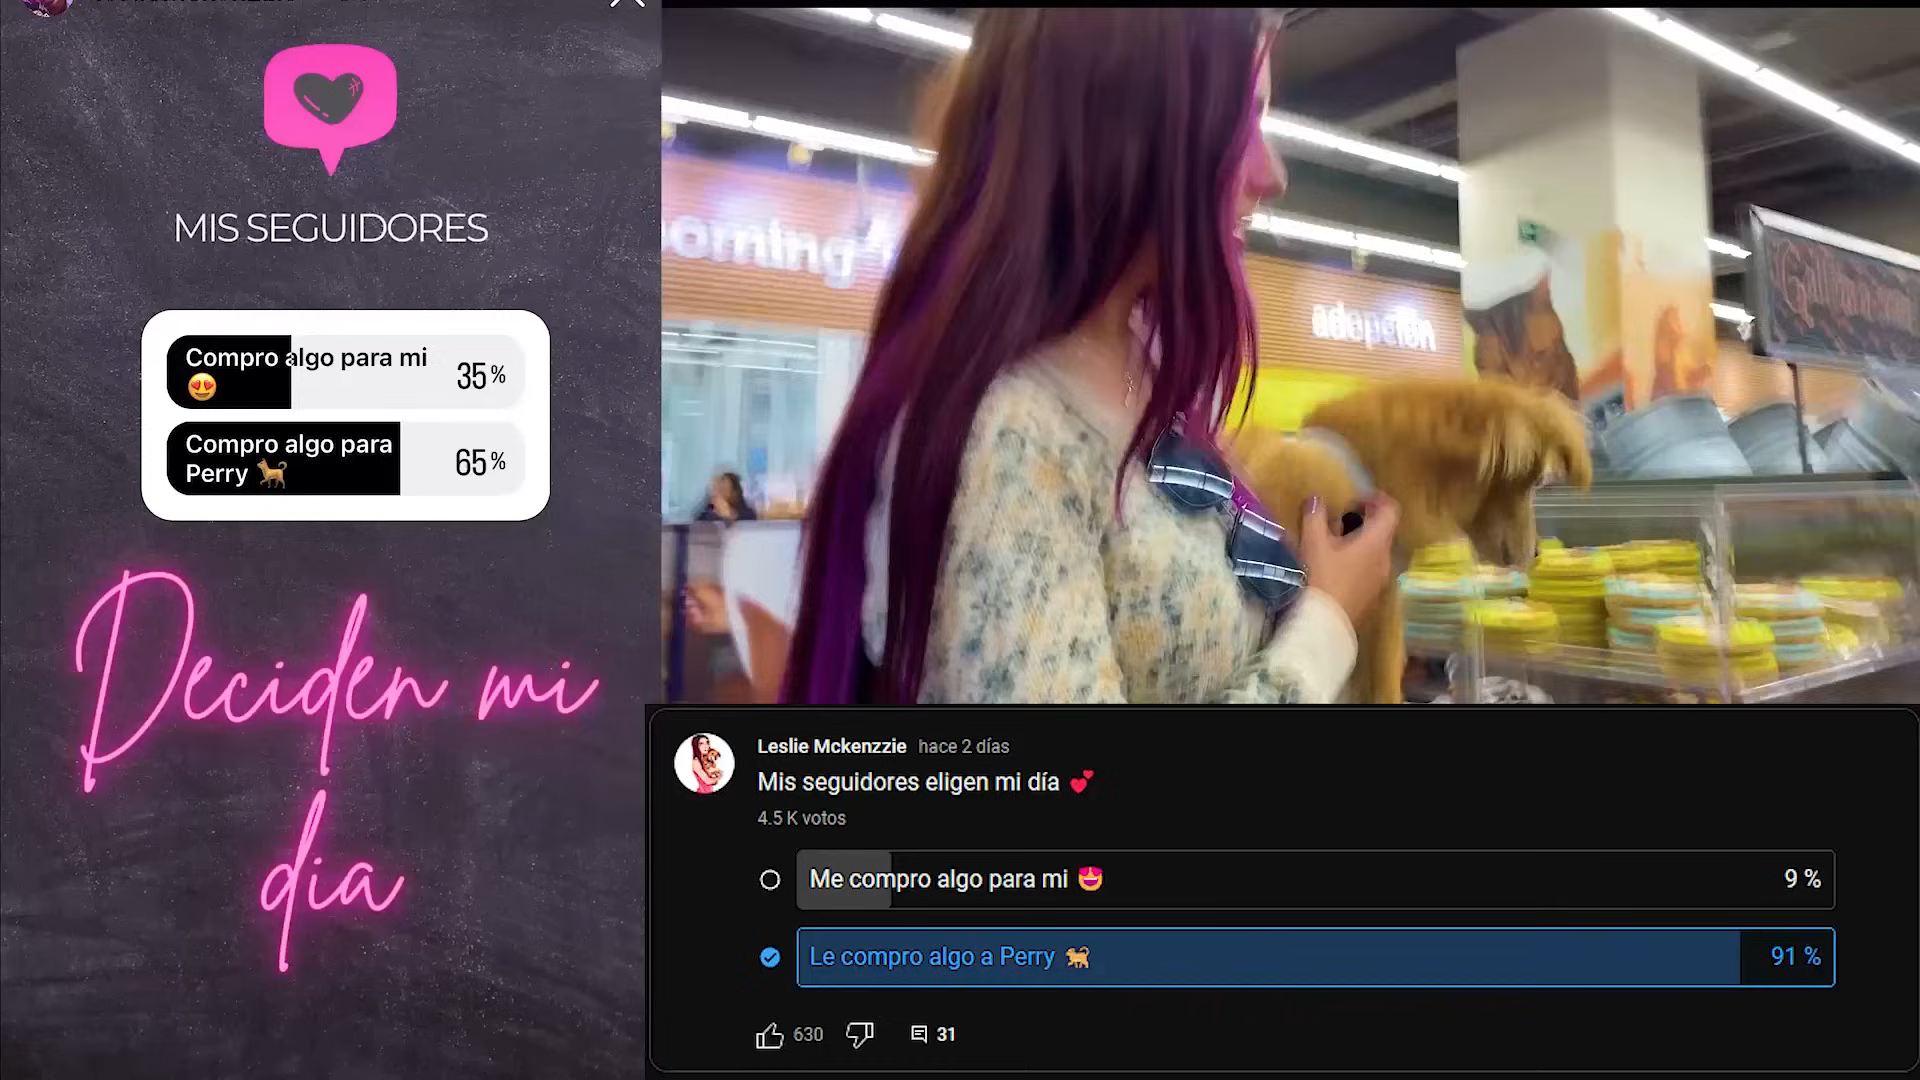 MIS SEGUIDORES
Compro algo para mi 😍
35%
Compro algo para
Perry 🐕
65%
Deciden mi
dia
adopción
Leslie Mckenzzie hace 2 días
Mis seguidores eligen mi día 💕
4.5 K votos
Me compro algo para mi 😍
9 %
Le compro algo a Perry 🐕
91 %
630
31